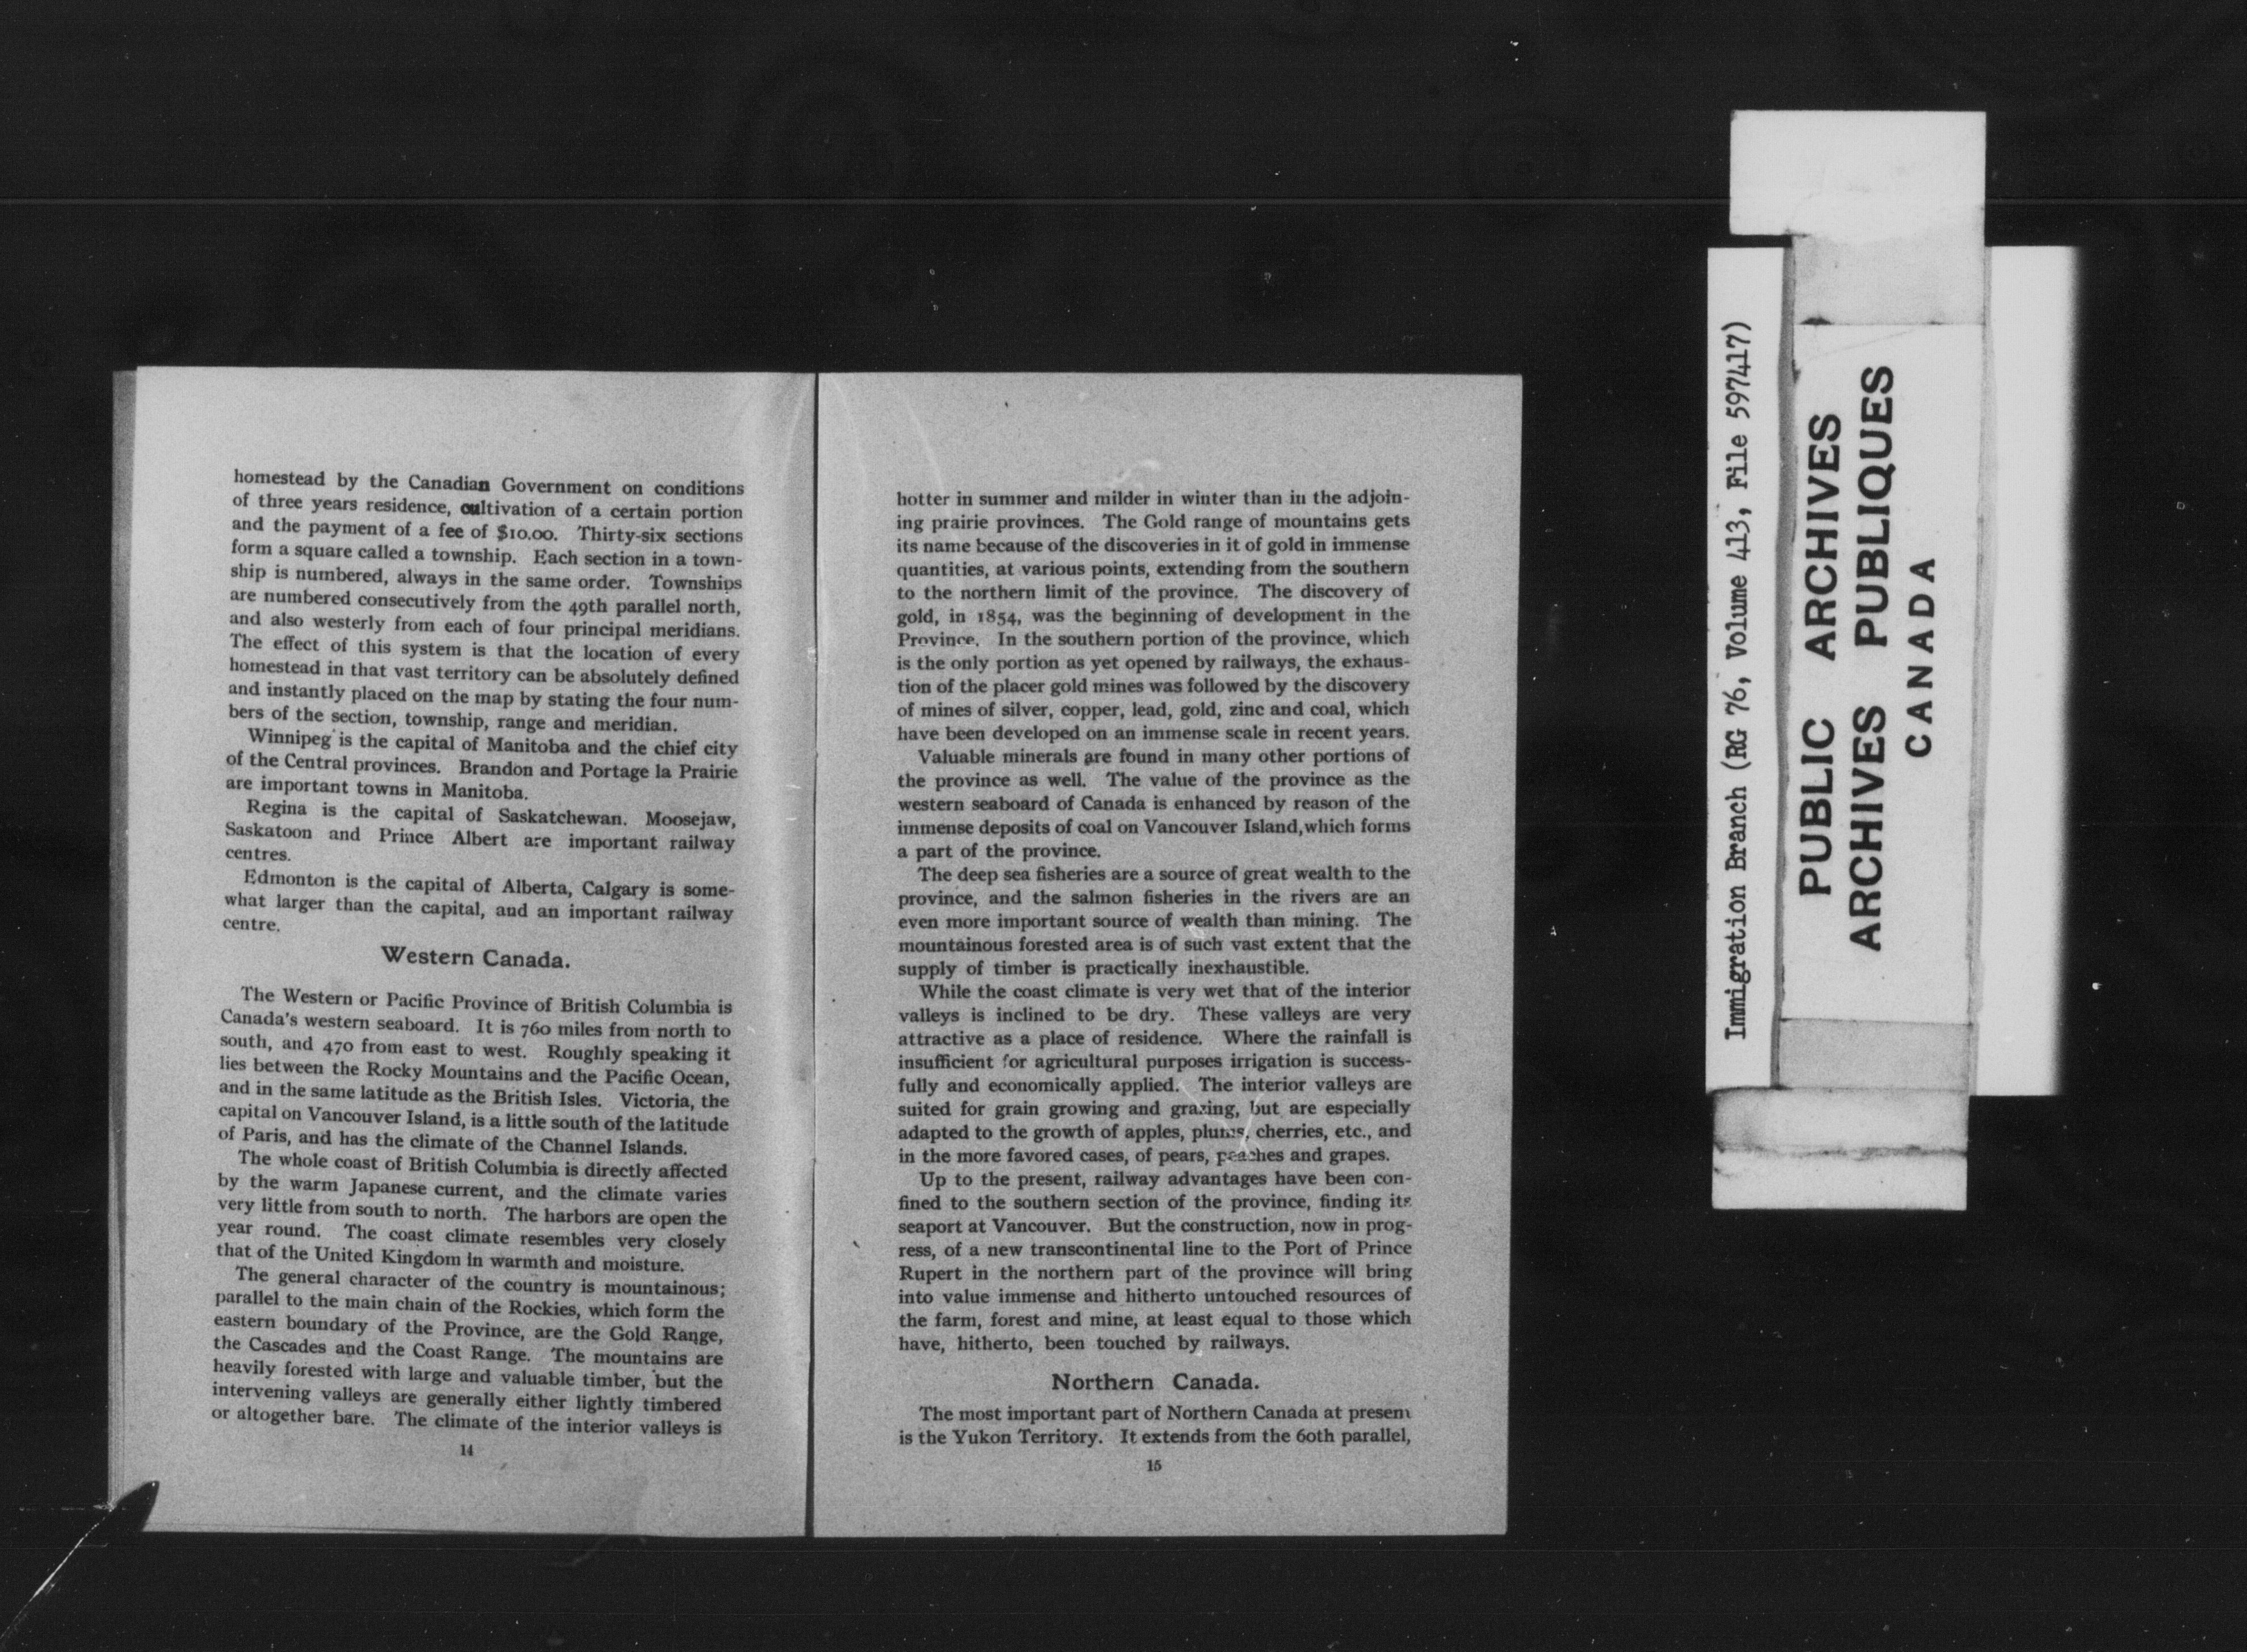 homestead by the Canadian Government on conditions
of three years residence, cultivation of a certain portion
and the payment of a fee of $10.00. Thirty-six sections
form a square called a township. Each section in a town-
ship is numbered, always in the same order. Townships
are numbered consecutively from the 49th parallel north,
and also westerly from each of four principal meridians.
The effect of this system is that the location of every
homestead in that vast territory can be absolutely defined
and instantly placed on the map by stating the four num-
bers of the section, township, range and meridian.
Winnipeg is the capital of Manitoba and the chief city
of the Central provinces. Brandon and Portage la Prairie
are important towns in Manitoba.
Regina is the capital of Saskatchewan. Moosejaw,
Saskatoon and Prince Albert are important railway
centres.
Edmonton is the capital of Alberta, Calgary is some-
what larger than the capital, and an important railway
centre.
Western Canada.
The Western or Pacific Province of British Columbia is
Canada's western seaboard. It is 760 miles from north to
south, and 470 from east to west. Roughly speaking it
lies between the Rocky Mountains and the Pacific Ocean,
and in the same latitude as the British Isles. Victoria, the
capital on Vancouver Island, is a little south of the latitude
of Paris, and has the climate of the Channel Islands.
The whole coast of British Columbia is directly affected
by the warm Japanese current, and the climate varies
very little from south to north. The harbors are open the
year round. The coast climate resembles very closely
that of the United Kingdom in warmth and moisture.
The general character of the country is mountainous;
parallel to the main chain of the Rockies, which form the
eastern boundary of the Province, are the Gold Range,
the Cascades and the Coast Range. The mountains are
heavily forested with large and valuable timber, but the
intervening valleys are generally either lightly timbered
or altogether bare. The climate of the interior valleys is
14
hotter in summer and milder in winter than in the adjoin-
ing prairie provinces. The Gold range of mountains gets
its name because of the discoveries in it of gold in immense
quantities, at various points, extending from the southern
to the northern limit of the province. The discovery of
gold, in 1854, was the beginning of development in the
Province. In the southern portion of the province, which
is the only portion as yet opened by railways, the exhaus-
tion of the placer gold mines was followed by the discovery
of mines of silver, copper, lead, gold, zinc and coal, which
have been developed on an immense scale in recent years.
Valuable minerals are found in many other portions of
the province as well. The value of the province as the
western seaboard of Canada is enhanced by reason of the
immense deposits of coal on Vancouver Island, which forms
a part of the province.
The deep sea fisheries are a source of great wealth to the
province, and the salmon fisheries in the rivers are an
even more important source of wealth than mining. The
mountainous forested area is of such vast extent that the
supply of timber is practically inexhaustible.
While the coast climate is very wet that of the interior
valleys is inclined to be dry. These valleys are very
attractive as a place of residence. Where the rainfall is
insufficient for agricultural purposes irrigation is success-
fully and economically applied. The interior valleys are
suited for grain growing and grazing, but are especially
adapted to the growth of apples, plums, cherries, etc., and
in the more favored cases, of pears, peaches and grapes.
Up to the present, railway advantages have been con-
fined to the southern section of the province, finding its
seaport at Vancouver. But the construction, now in prog-
ress, of a new transcontinental line to the Port of Prince
Rupert in the northern part of the province will bring
into value immense and hitherto untouched resources of
the farm, forest and mine, at least equal to those which
have, hitherto, been touched by railways.
Northern Canada.
The most important part of Northern Canada at present
is the Yukon Territory. It extends from the 60th parallel,
15
Immigration Branch (RG 76, Volume 413, File 597417)
PUBLIC ARCHIVES
ARCHIVES PUBLIQUES
CANADA